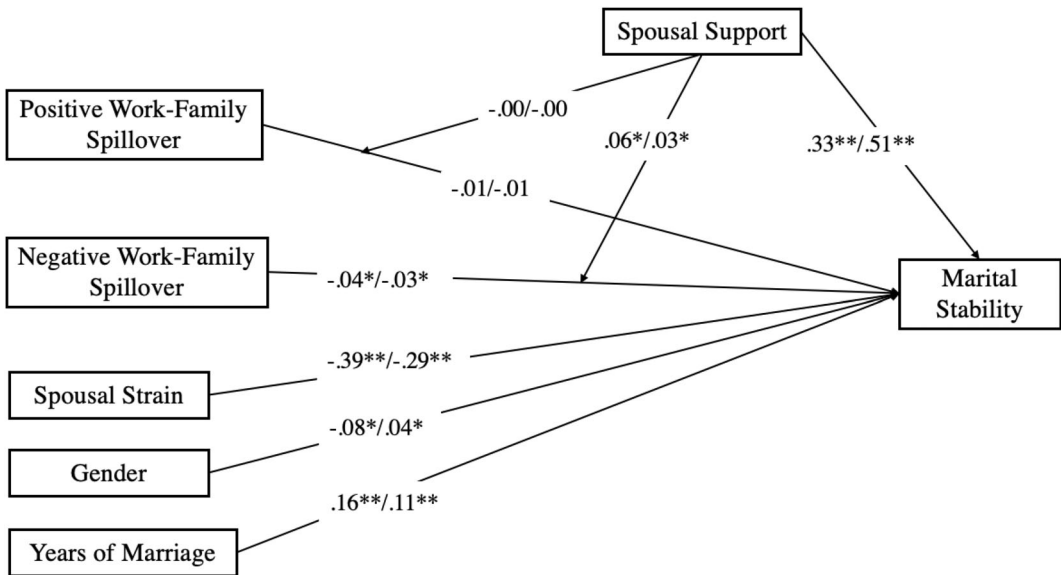 Spousal Support
Positive Work-Family
Spillover
-.00/-.00
.06*/.03*
.33**/.51**
-.01/-.01
Negative Work-Family
Spillover
-.04*/-.03*
Marital
Stability
-.39**/-.29**
Spousal Strain
-.08*/.04*
Gender
.16**/.11**
Years of Marriage